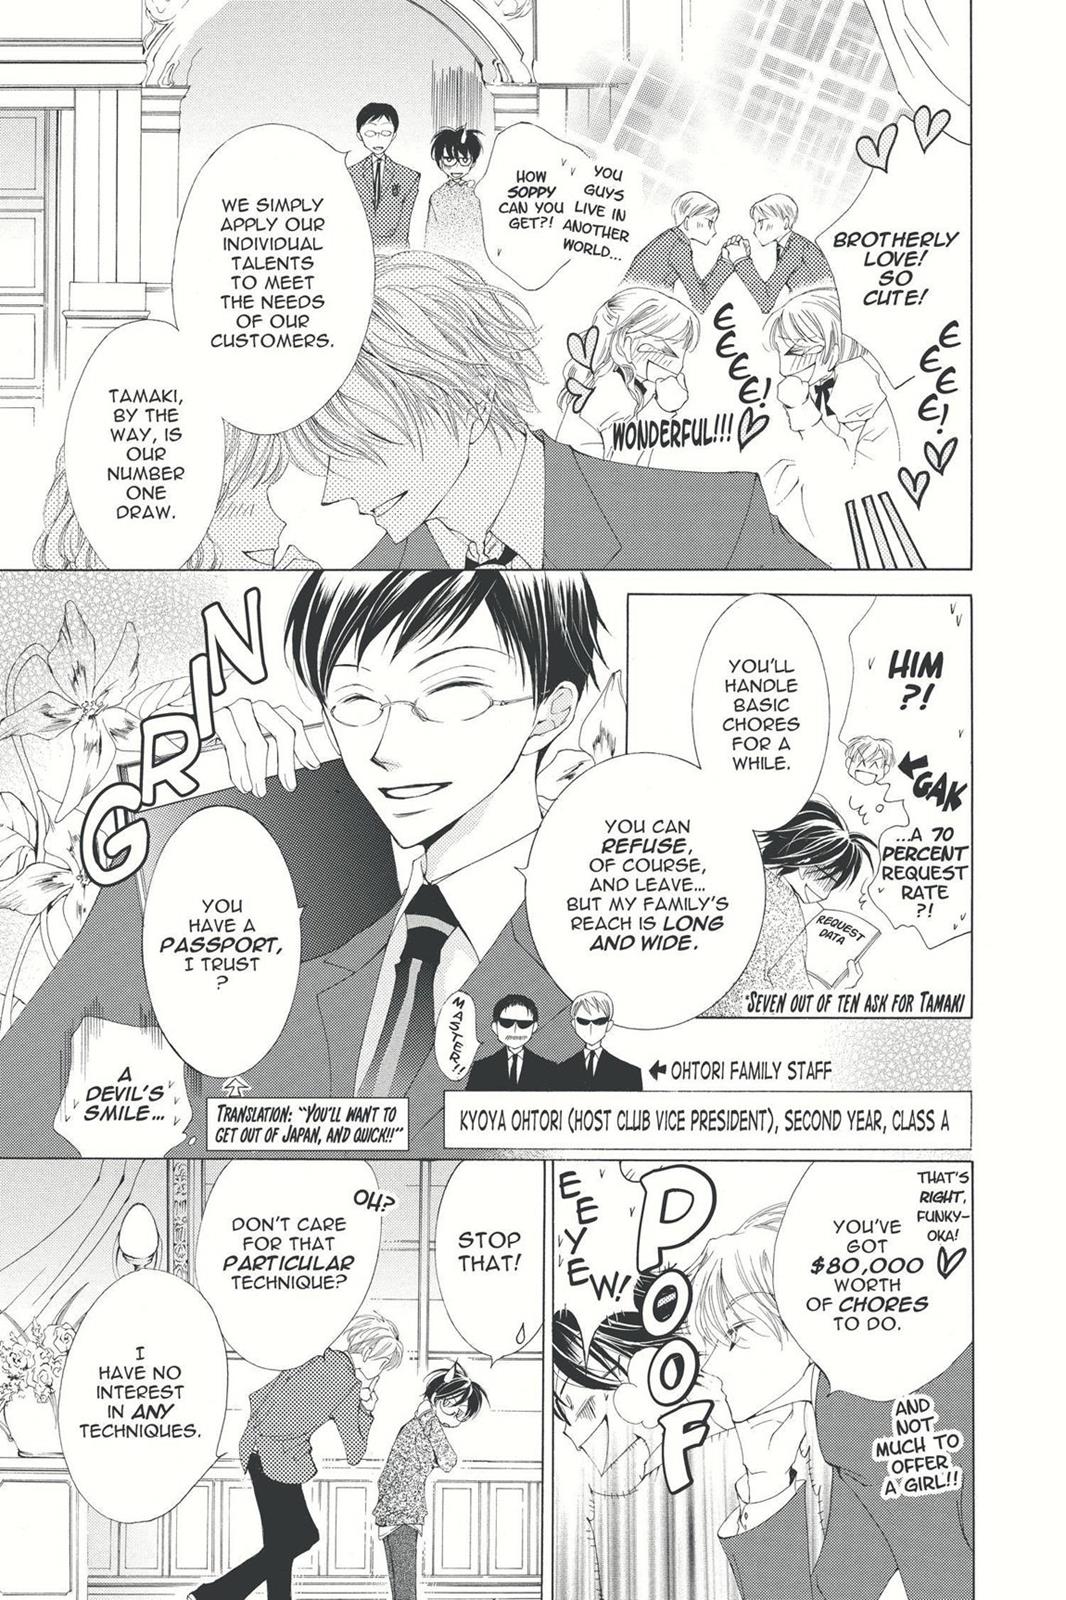 BROTHERLY
LOVE!
SO
CUTE!
EEEEE!
EEEEE!
WONDERFUL!!!
YOU
GUYS
LIVE IN
ANOTHER
WORLD...
HOW
SOPPY
CAN YOU
GET?!
WE SIMPLY
APPLY OUR
INDIVIDUAL
TALENTS
TO MEET
THE NEEDS
OF OUR
CUSTOMERS.
TAMAKI,
BY THE
WAY, IS
OUR
NUMBER
ONE
DRAW.
HIM
?!
GAK
...A 70
PERCENT
REQUEST
RATE
?!
REQUEST
DATA
*SEVEN OUT OF TEN ASK FOR TAMAKI
YOU'LL
HANDLE
BASIC
CHORES
FOR A
WHILE.
YOU CAN
REFUSE,
OF COURSE,
AND LEAVE...
BUT MY FAMILY'S
REACH IS LONG
AND WIDE.
GRIN
YOU
HAVE A
PASSPORT,
I TRUST
?
MASTER!!
OHTORI FAMILY STAFF
KYOYA OHTORI (HOST CLUB VICE PRESIDENT), SECOND YEAR, CLASS A
TRANSLATION: "YOU'LL WANT TO
GET OUT OF JAPAN, AND QUICK!!"
A
DEVIL'S
SMILE...
THAT'S
RIGHT,
FUNKY-
OKA!
YOU'VE
GOT
$80,000
WORTH
OF CHORES
TO DO.
AND
NOT
MUCH TO
OFFER
A GIRL!!
POOF
EEYEW!
STOP
THAT!
OH?
DON'T CARE
FOR THAT
PARTICULAR
TECHNIQUE?
I
HAVE NO
INTEREST
IN ANY
TECHNIQUES.